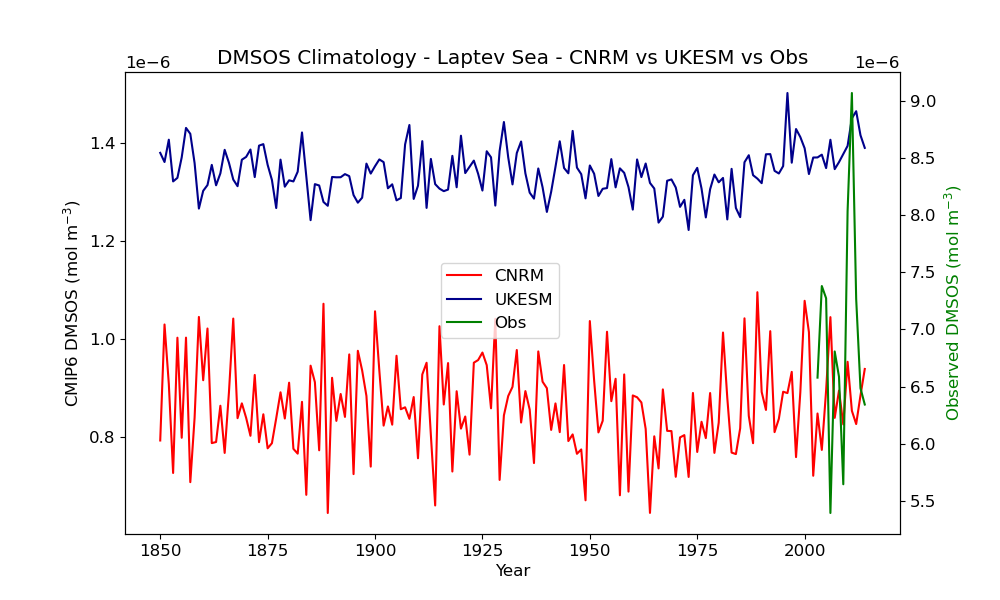 DMSOS Climatology - Laptev Sea - CNRM vs UKESM vs Obs
1e−6
1e−6
CMIP6 DMSOS (mol m⁻³)
1.4
1.2
1.0
0.8
CNRM
UKESM
Obs
9.0
8.5
8.0
7.5
7.0
6.5
6.0
5.5
Observed DMSOS (mol m⁻³)
1850
1875
1900
1925
1950
1975
2000
Year